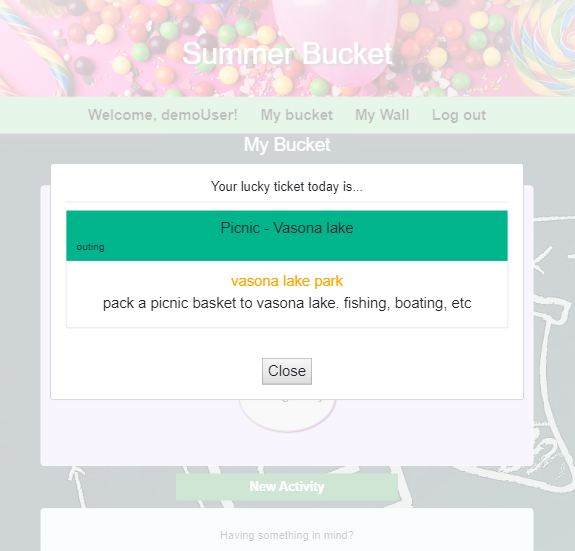 Summer Bucket
Welcome, demoUser! My bucket My Wall Log out
My Bucket
Your lucky ticket today is...
Picnic - Vasona lake
outing
vasona lake park
pack a picnic basket to vasona lake. fishing, boating, etc
Close
New Activity
Having something in mind?